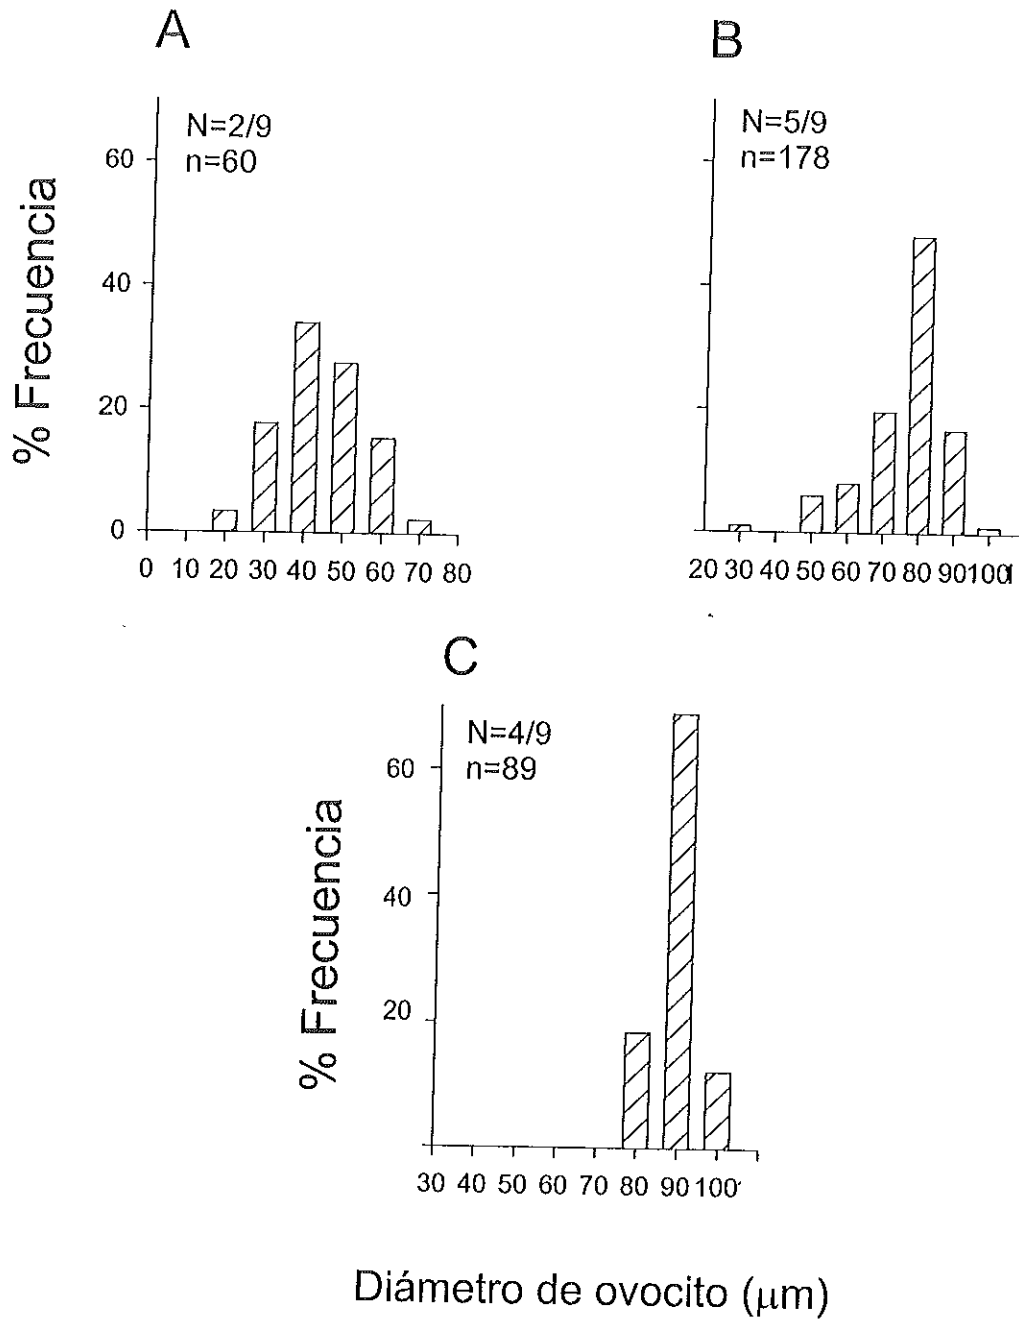 A
N=2/9
n=60
60
40
20
0
% Frecuencia
0 10 20 30 40 50 60 70 80
B
N=5/9
n=178
20 30 40 50 60 70 80 90 100
C
N=4/9
n=89
60
40
20
% Frecuencia
30 40 50 60 70 80 90 100
Diámetro de ovocito (μm)